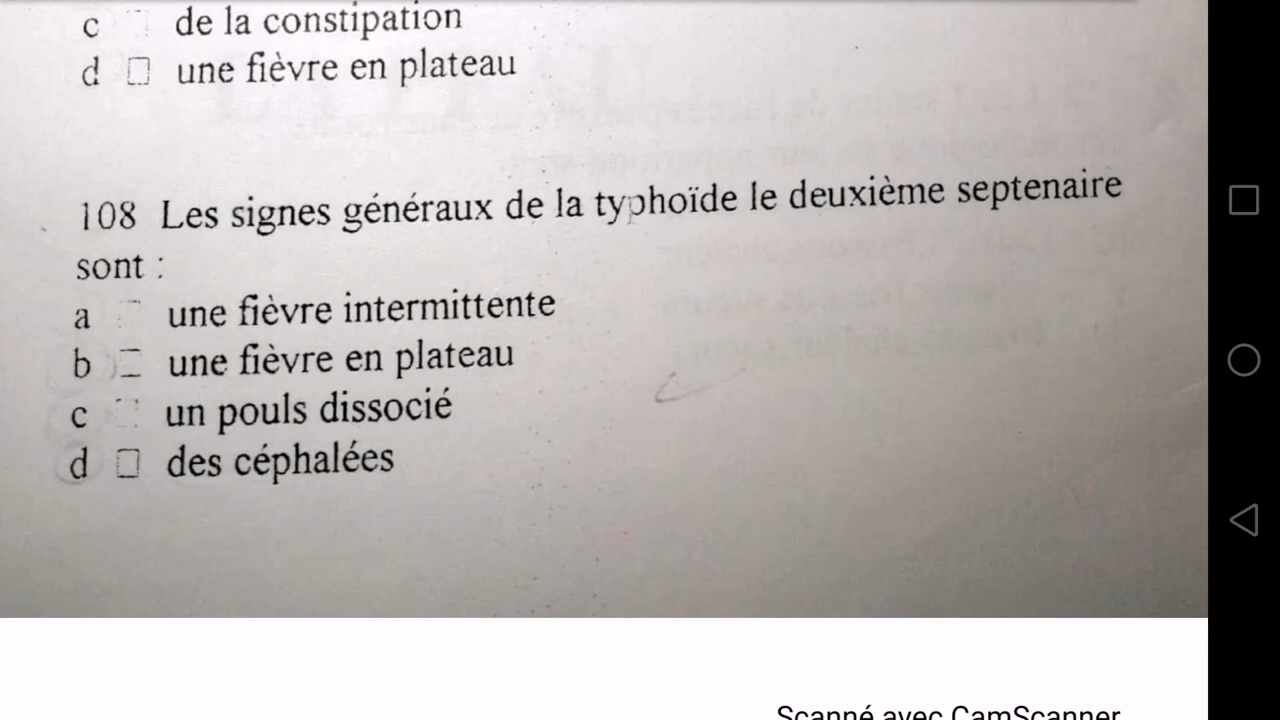 c de la constipation
d □ une fièvre en plateau
108 Les signes généraux de la typhoïde le deuxième septenaire
sont :
a une fièvre intermittente
b une fièvre en plateau
c un pouls dissocié
d □ des céphalées
Scanné avec CamScanner